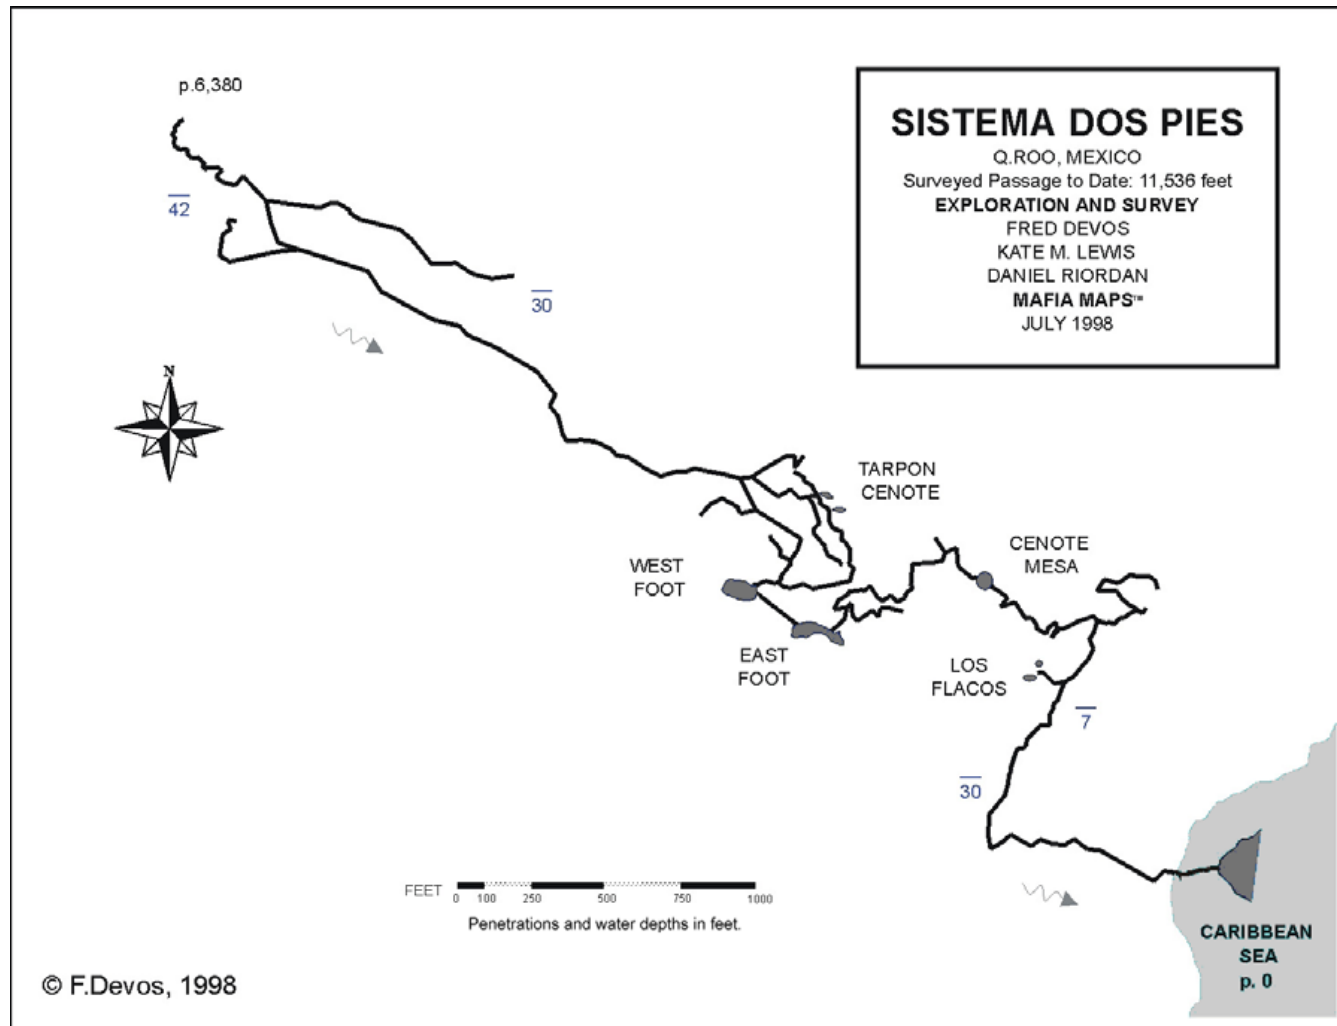 p.6,380
SISTEMA DOS PIES
Q.ROO, MEXICO
Surveyed Passage to Date: 11,536 feet
EXPLORATION AND SURVEY
FRED DEVOS
KATE M. LEWIS
DANIEL RIORDAN
MAFIA MAPS™
JULY 1998
42
30
N
TARPON
CENOTE
CENOTE
MESA
WEST
FOOT
EAST
FOOT
LOS
FLACOS
7
30
FEET
0 100 250 500 750 1000
Penetrations and water depths in feet.
CARIBBEAN
SEA
p. 0
© F.Devos, 1998